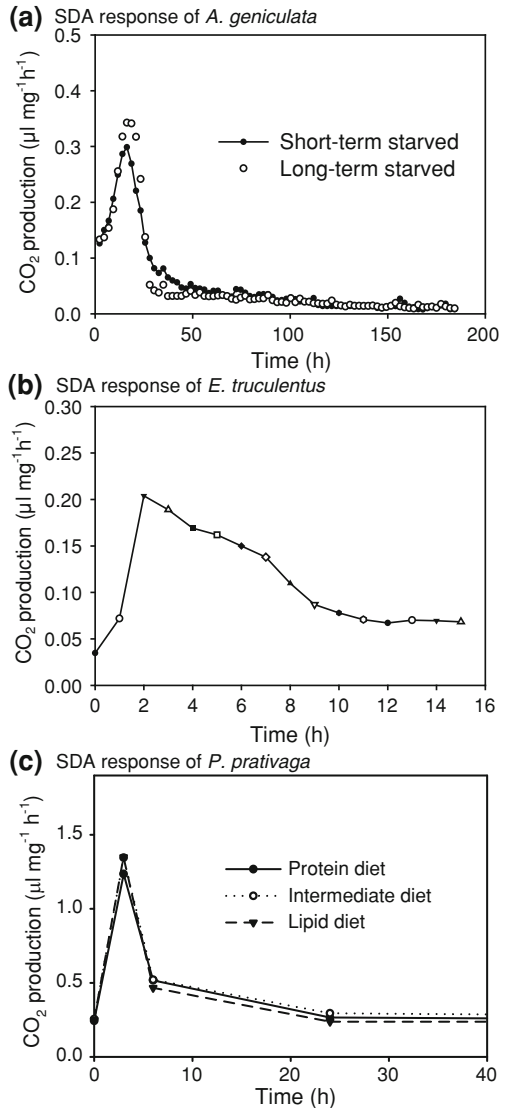 (a) SDA response of A. geniculata
CO₂ production (µl mg⁻¹h⁻¹)
0.5
0.4
0.3
0.2
0.1
0.0
Short-term starved
Long-term starved
0 50 100 150 200
Time (h)
(b) SDA response of E. truculentus
CO₂ production (µl mg⁻¹h⁻¹)
0.30
0.25
0.20
0.15
0.10
0.05
0.00
0 2 4 6 8 10 12 14 16
Time (h)
(c) SDA response of P. prativaga
CO₂ production (µl mg⁻¹ h⁻¹)
1.5
1.0
0.5
0.0
Protein diet
Intermediate diet
Lipid diet
0 10 20 30 40
Time (h)